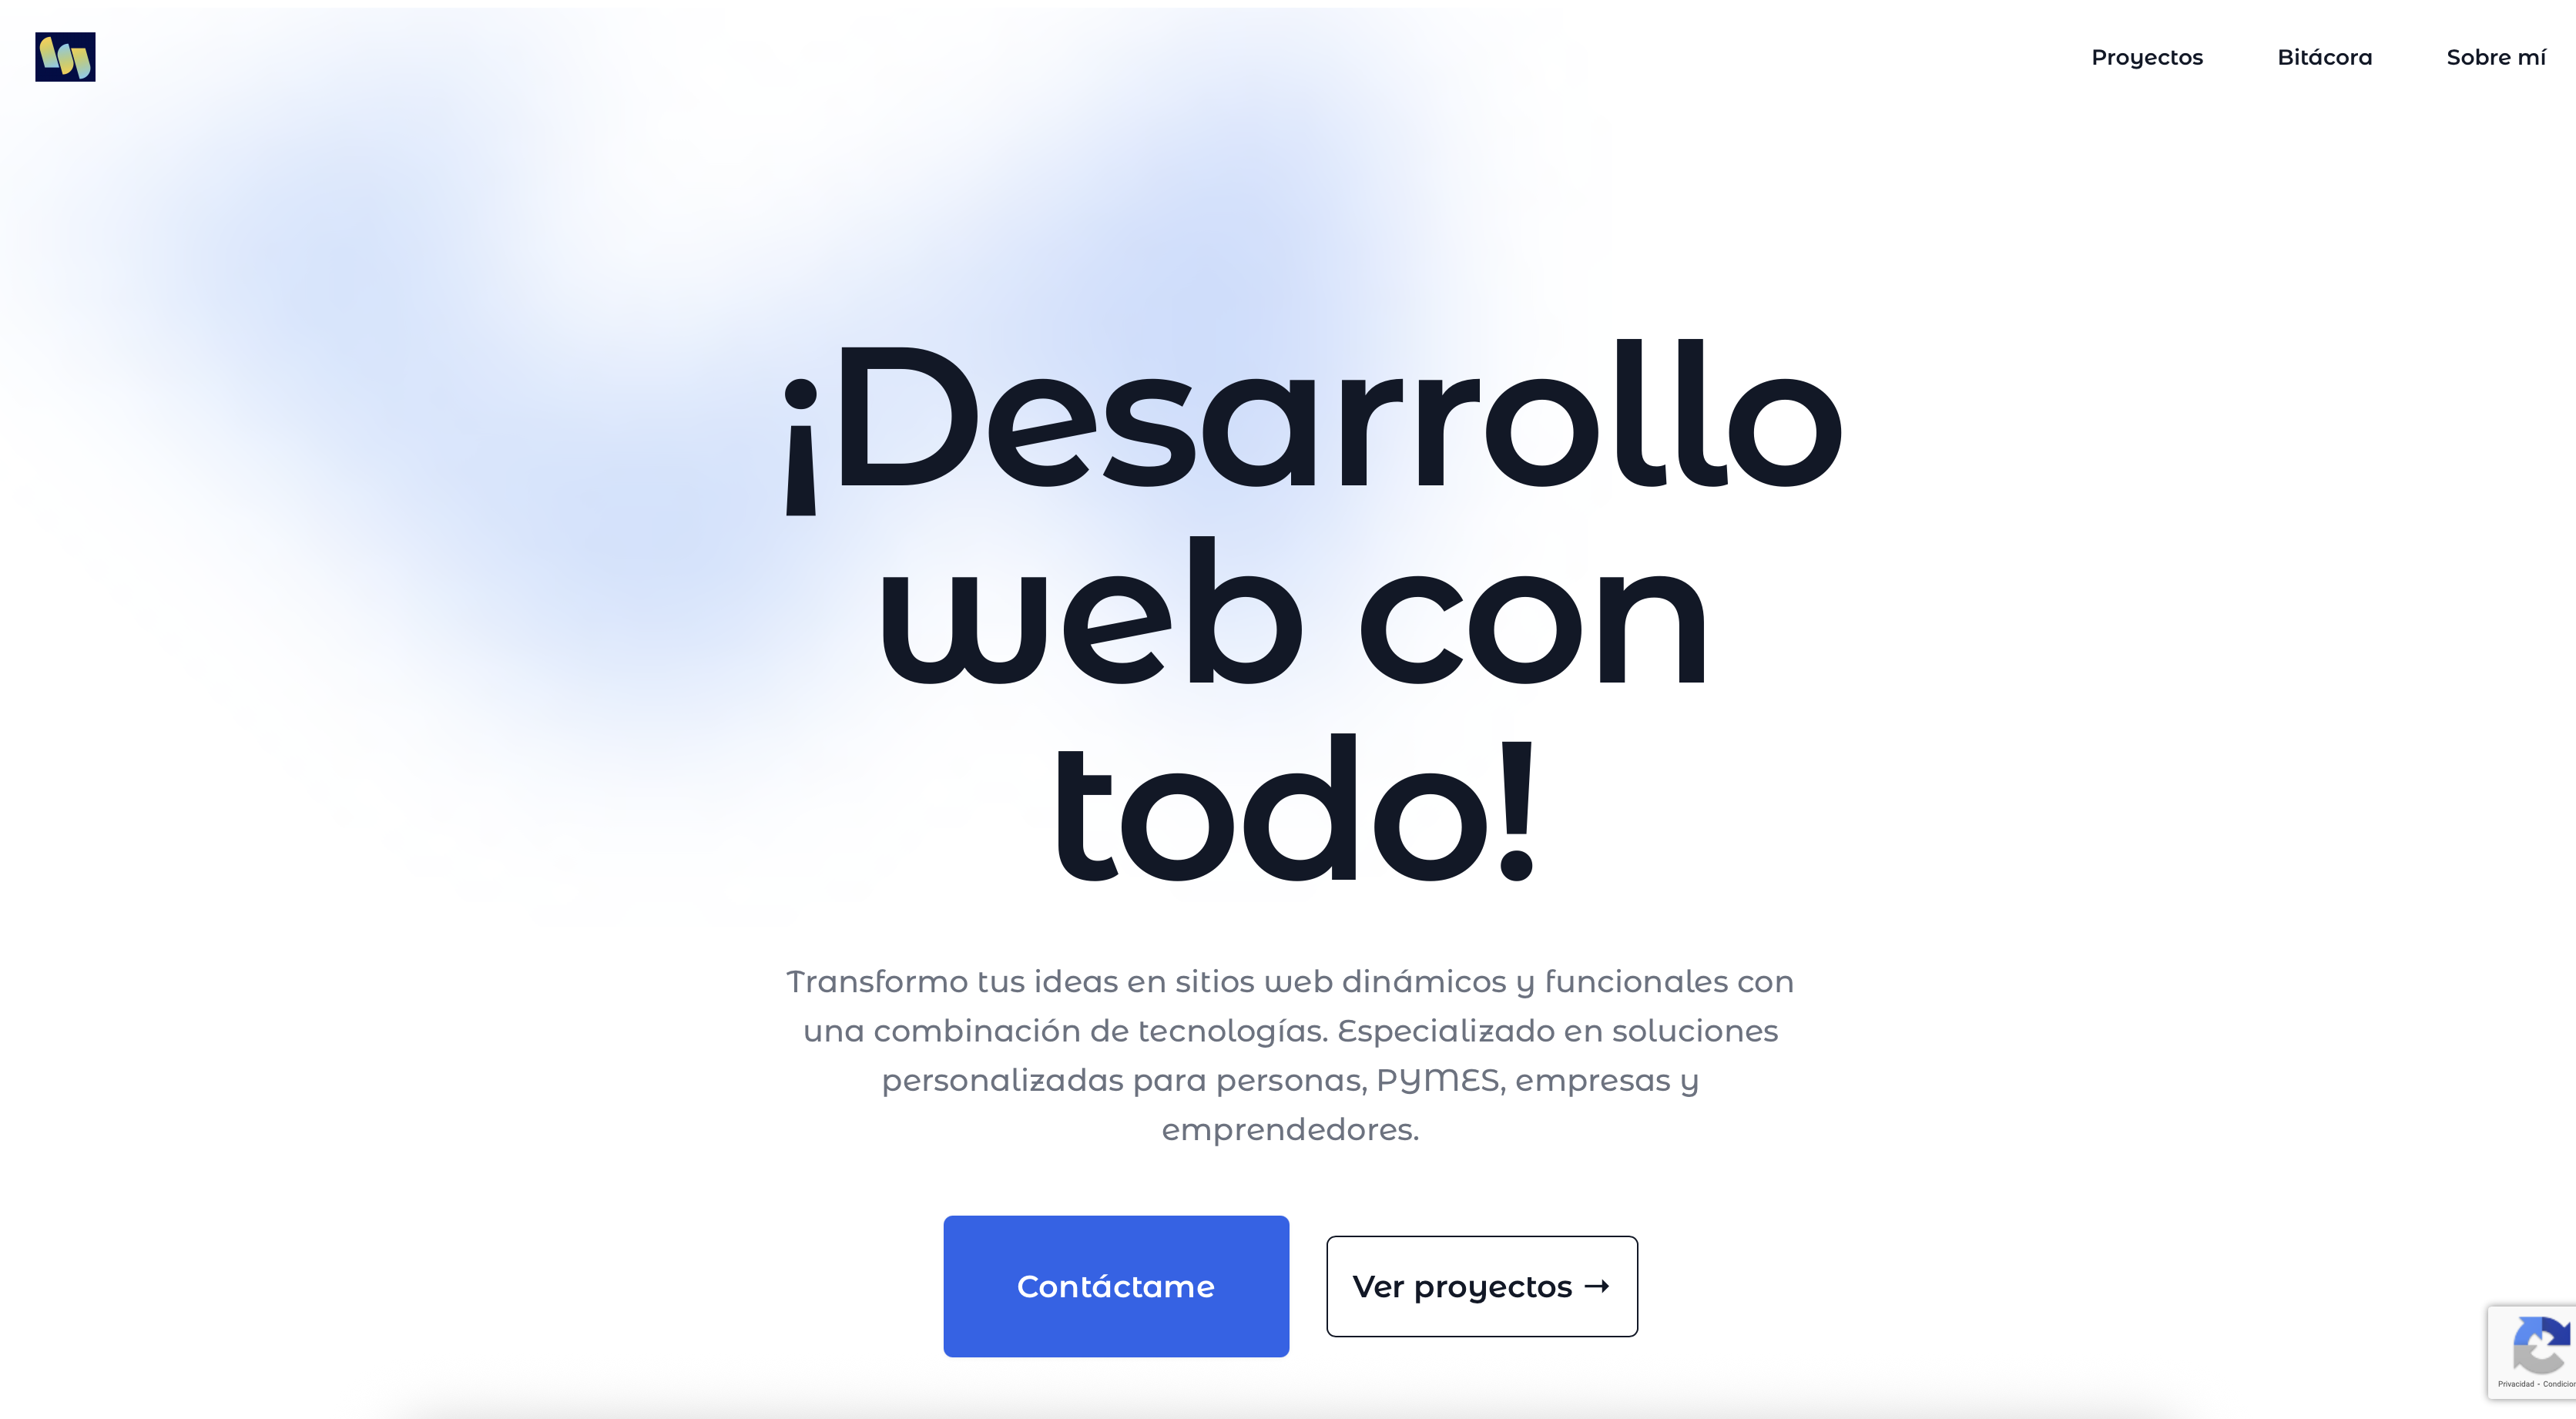 Proyectos Bitácora Sobre mí
¡Desarrollo
web con
todo!
Transformo tus ideas en sitios web dinámicos y funcionales con
una combinación de tecnologías. Especializado en soluciones
personalizadas para personas, PYMES, empresas y
emprendedores.
Contáctame
Ver proyectos →
Privacidad •